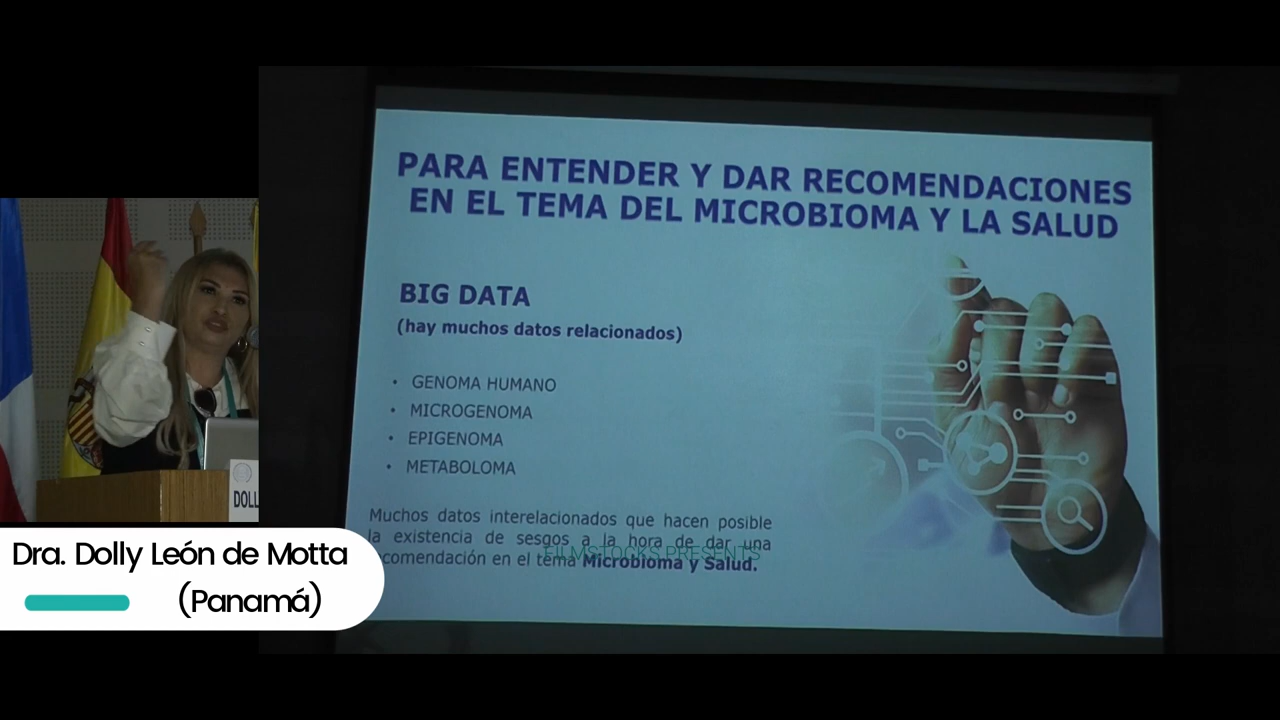 PARA ENTENDER Y DAR RECOMENDACIONES
EN EL TEMA DEL MICROBIOMA Y LA SALUD
BIG DATA
(hay muchos datos relacionados)
• GENOMA HUMANO
• MICROGENOMA
• EPIGENOMA
• METABOLOMA
Muchos datos interelacionados que hacen posible
la existencia de sesgos a la hora de dar una
comendación en el tema Microbioma y Salud.
FILMSTOCKS PRESENTS
DOLL
Dra. Dolly León de Motta
(Panamá)